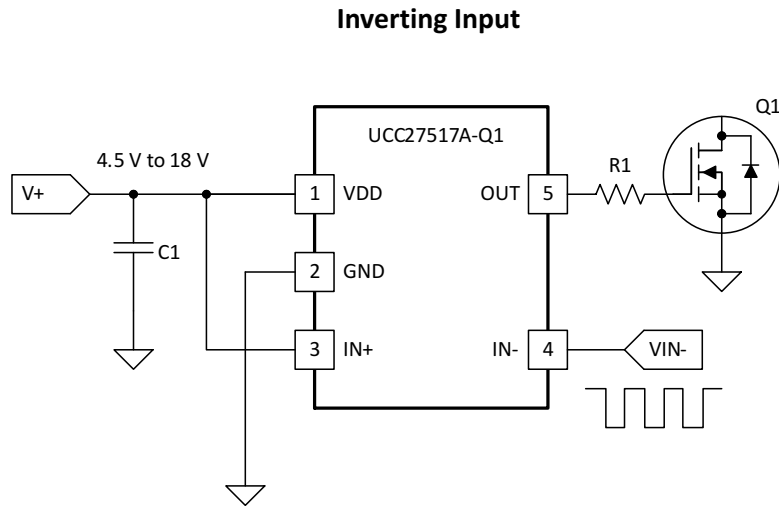 Inverting Input
Q1
UCC27517A-Q1
4.5 V to 18 V
R1
V+
1 VDD
OUT 5
C1
2 GND
3 IN+
IN- 4
VIN-